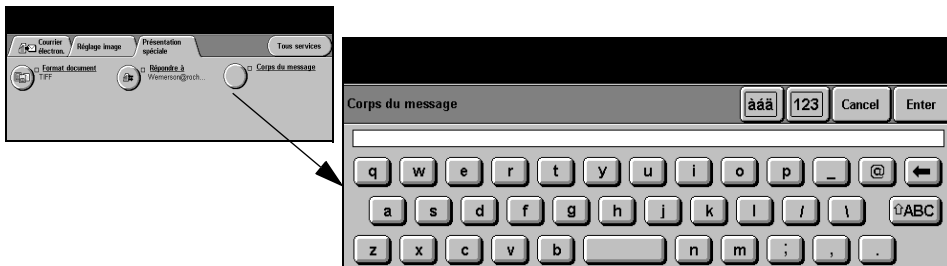 Courrier électron.
Réglage image
Présentation spéciale
Tous services
Format document
TIFF
Répondre à
Wemerson@roch...
Corps du message
Corps du message
àáä 123 Cancel Enter
q w e r t y u i o p _ @ ⬅
a s d f g h j k l / \ ⇧ABC
z x c v b n m ; , .